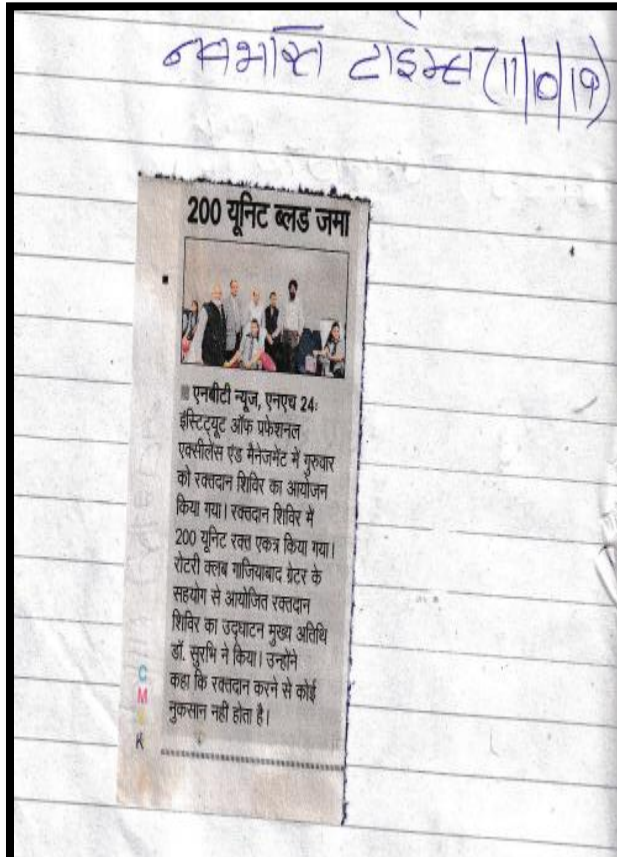 नवभारत टाइम्स (11/10/19)
200 यूनिट ब्लड जमा
■ एनबीटी न्यूज, एनएच 24:
इंस्टिट्यूट ऑफ प्रफेशनल
एक्सीलेंस एंड मैनेजमेंट में गुरुवार
को रक्तदान शिविर का आयोजन
किया गया। रक्तदान शिविर में
200 यूनिट रक्त एकत्र किया गया।
रोटरी क्लब गाजियाबाद ग्रेटर के
सहयोग से आयोजित रक्तदान
शिविर का उद्घाटन मुख्य अतिथि
डॉ. सुरभि ने किया। उन्होंने
कहा कि रक्तदान करने से कोई
नुकसान नहीं होता है।
C
M
Y
K